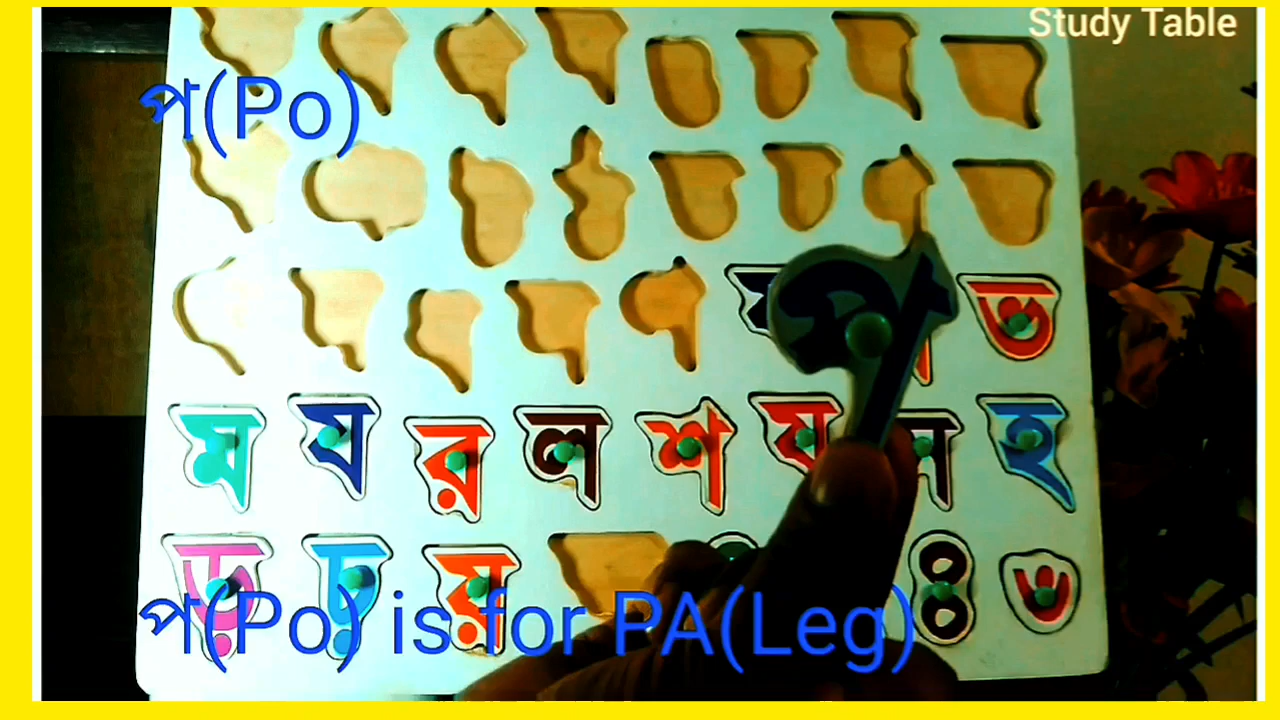 Study Table
প(Po)
প
ভ
ম য র ল শ ষ হ
ড় ঢ় য় ঃ ঁ
প(Po) is for PA(Leg)